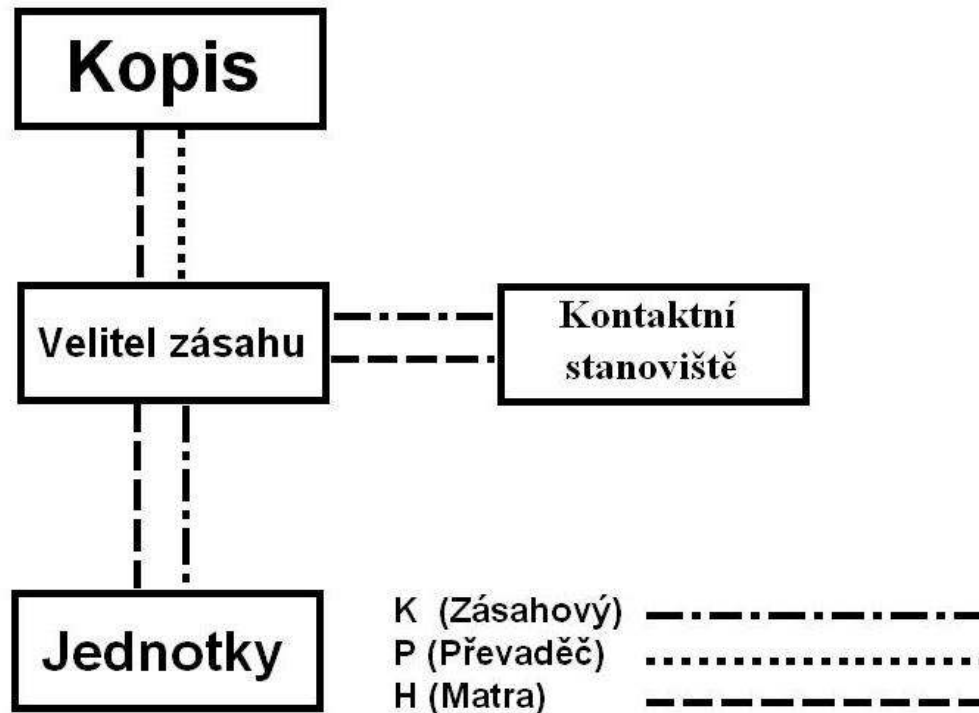 Kopis
Velitel zásahu
Kontaktní
stanoviště
Jednotky
K (Zásahový)
P (Převaděč)
H (Matra)